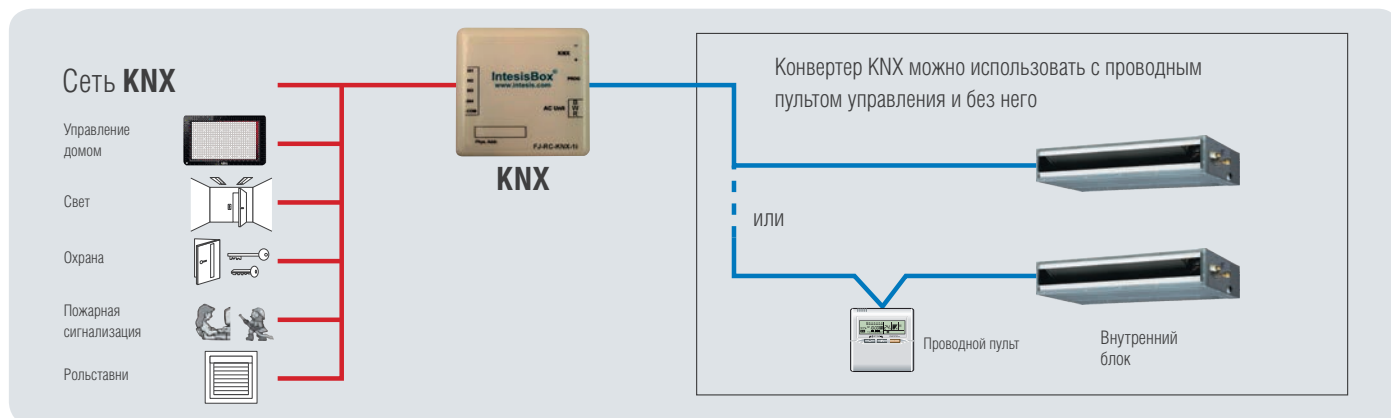 Сеть KNX
Управление
домом
Свет
Охрана
Пожарная
сигнализация
Рольставни
KNX
IntesisBox®
www.intesis.com
PROG
AC Unit
FJ-RC-KNX-1i
KNX
Конвертер KNX можно использовать с проводным
пультом управления и без него
или
Проводной пульт
Внутренний
блок